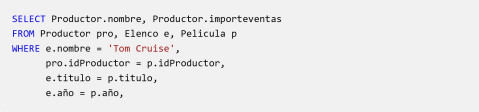 SELECT Productor.nombre, Productor.importeventas
FROM Productor pro, Elenco e, Pelicula p
WHERE e.nombre = 'Tom Cruise',
pro.idProductor = p.idProductor,
e.titulo = p.titulo,
e.año = p.año,